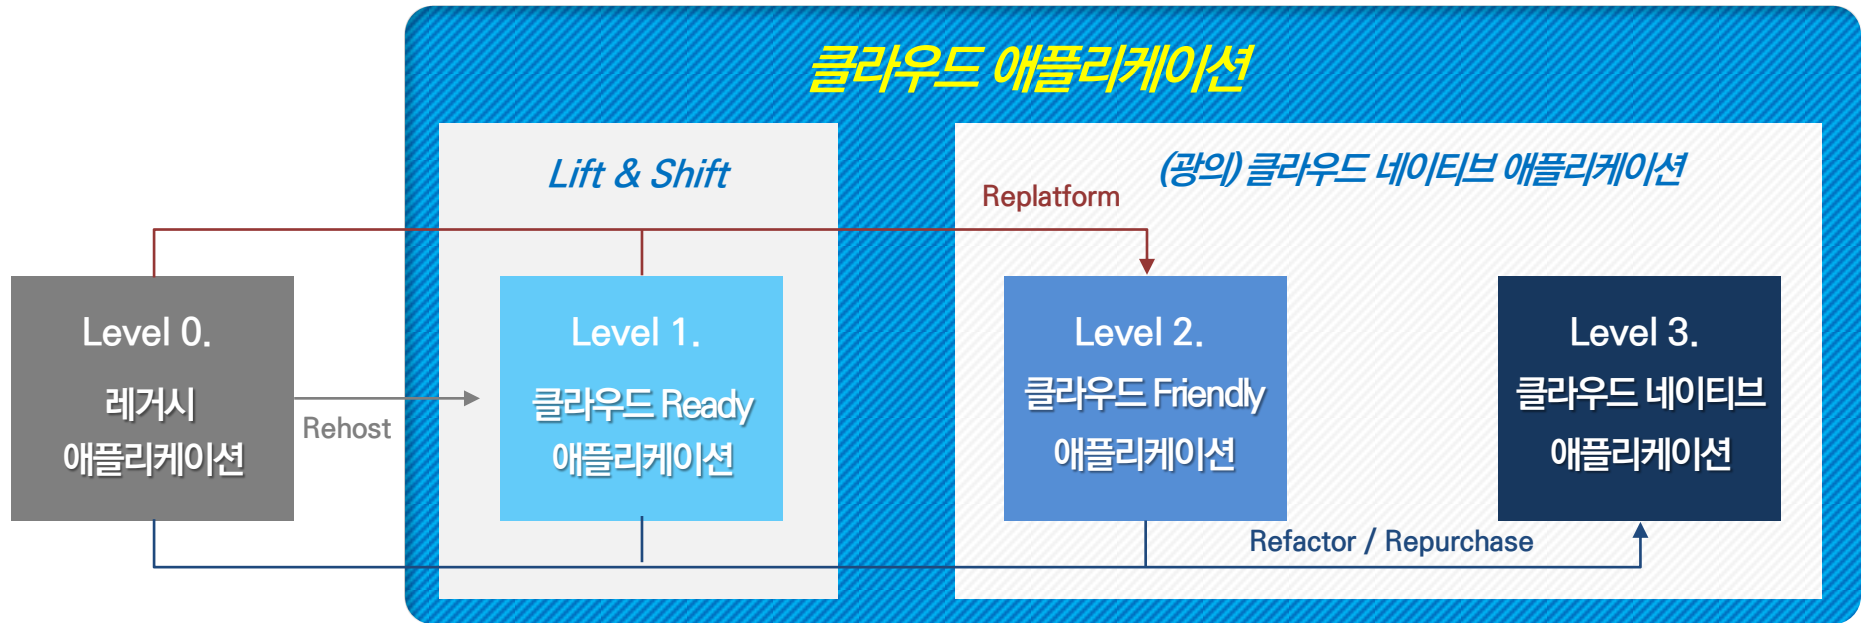 클라우드 애플리케이션
Lift & Shift
(광의) 클라우드 네이티브 애플리케이션
Replatform
Level 0.
레거시
애플리케이션
Rehost
Level 1.
클라우드 Ready
애플리케이션
Level 2.
클라우드 Friendly
애플리케이션
Level 3.
클라우드 네이티브
애플리케이션
Refactor / Repurchase